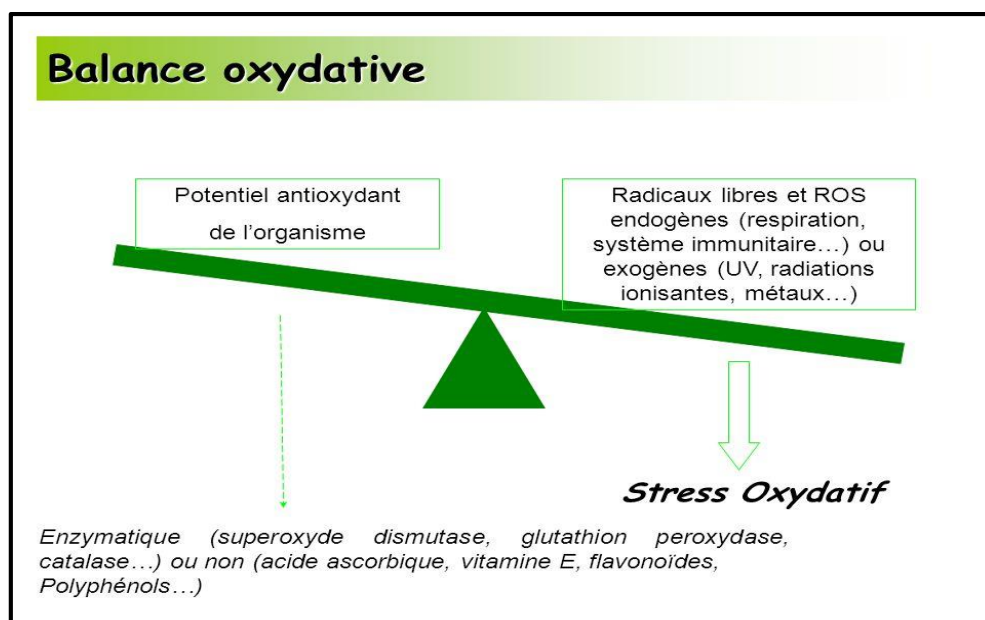 Balance oxydative
Potentiel antioxydant
de l'organisme
Radicaux libres et ROS
endogènes (respiration,
système immunitaire…) ou
exogènes (UV, radiations
ionisantes, métaux…)
Stress Oxydatif
Enzymatique (superoxyde dismutase, glutathion peroxydase,
catalase…) ou non (acide ascorbique, vitamine E, flavonoïdes,
Polyphénols…)